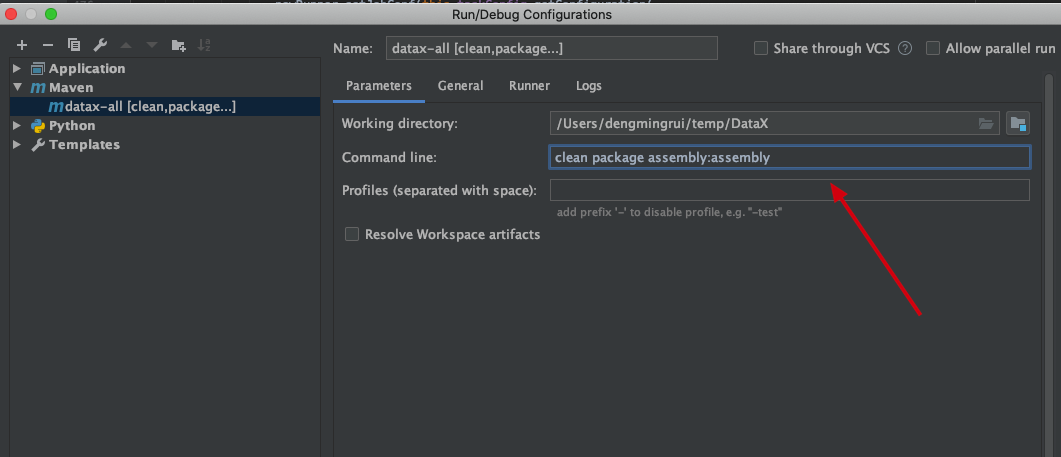 Run/Debug Configurations
Name: datax-all [clean,package...]
Share through VCS ?
Allow parallel run
Application
Maven
datax-all [clean,package...]
Python
Templates
Parameters General Runner Logs
Working directory: /Users/dengmingrui/temp/DataX
Command line: clean package assembly:assembly
Profiles (separated with space):
add prefix '-' to disable profile, e.g. "-test"
Resolve Workspace artifacts